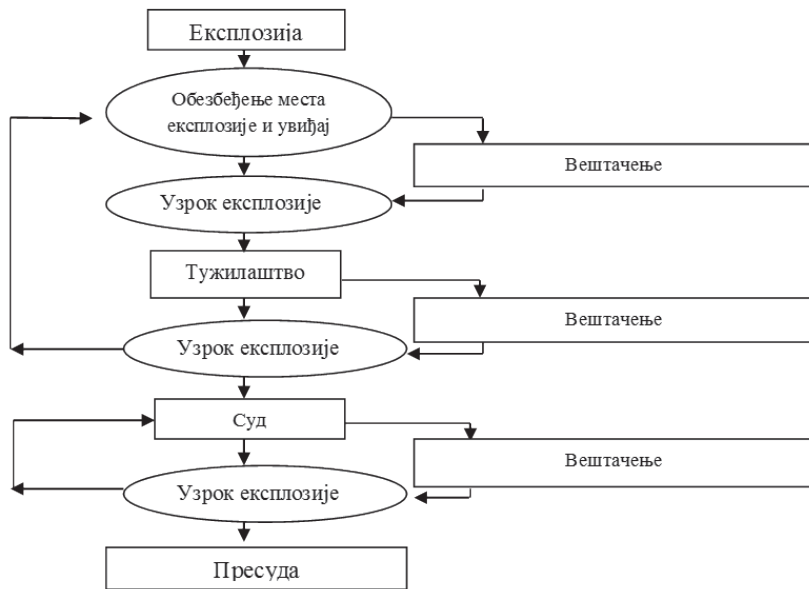 Експлозија
Обезбеђење места
експлозије и увиђај
Вештачење
Узрок експлозије
Тужилаштво
Вештачење
Узрок експлозије
Суд
Вештачење
Узрок експлозије
Пресуда